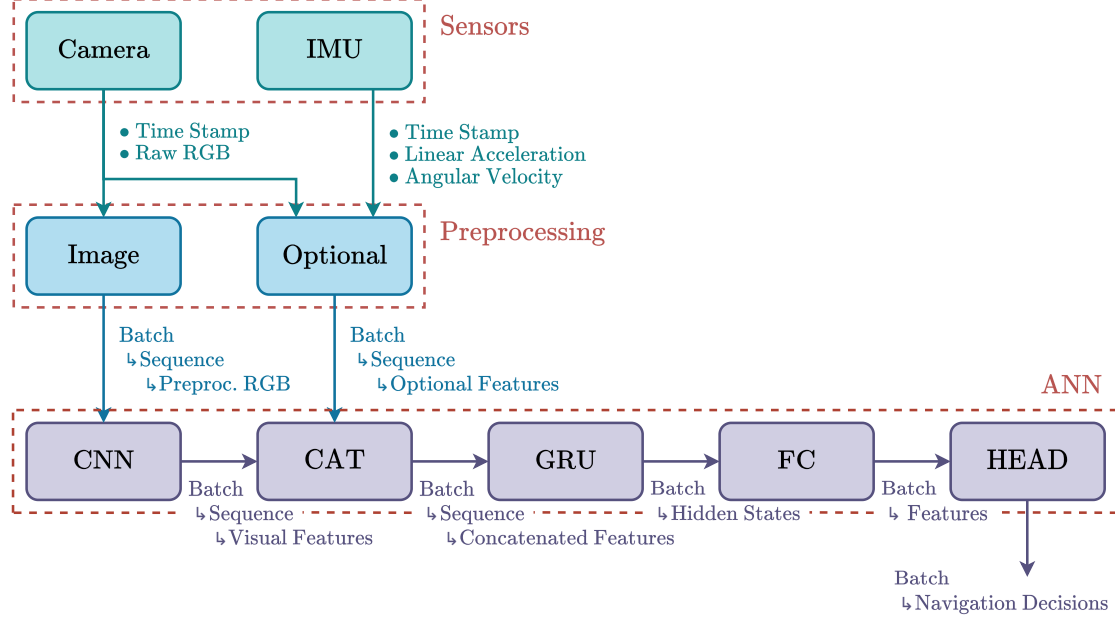 Sensors
Camera
IMU
● Time Stamp
● Raw RGB
● Time Stamp
● Linear Acceleration
● Angular Velocity
Preprocessing
Image
Optional
Batch
↳Sequence
↳Preproc. RGB
Batch
↳Sequence
↳Optional Features
ANN
CNN
CAT
GRU
FC
HEAD
Batch
↳Sequence
↳Visual Features
Batch
↳Sequence
↳Concatenated Features
Batch
↳Hidden States
Batch
↳ Features
Batch
↳Navigation Decisions